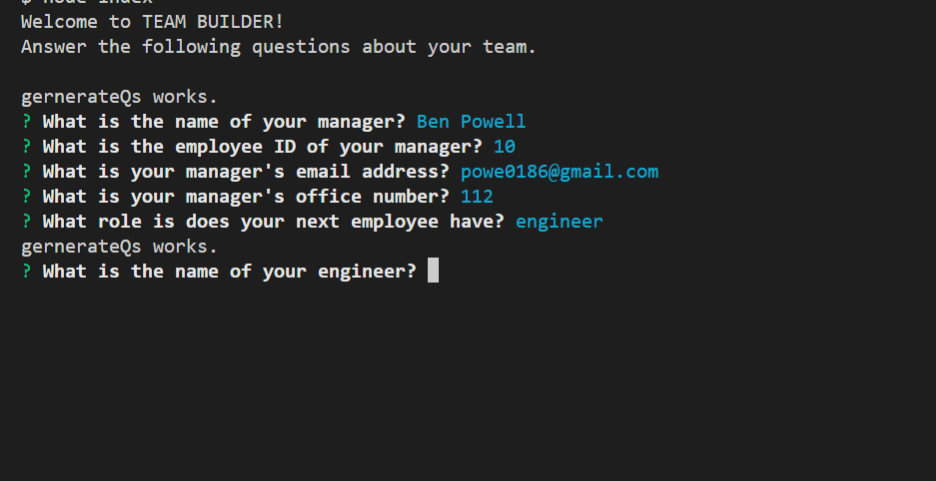 $ node index
Welcome to TEAM BUILDER!
Answer the following questions about your team.
gernerateQs works.
? What is the name of your manager? Ben Powell
? What is the employee ID of your manager? 10
? What is your manager's email address? powe0186@gmail.com
? What is your manager's office number? 112
? What role is does your next employee have? engineer
gernerateQs works.
? What is the name of your engineer?